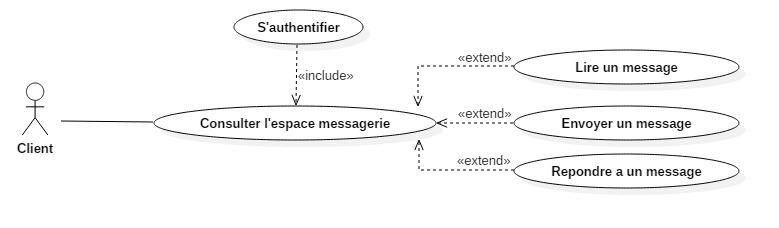 S'authentifier
«include»
«extend»
Lire un message
Consulter l'espace messagerie
«extend»
Envoyer un message
Client
«extend»
Repondre a un message